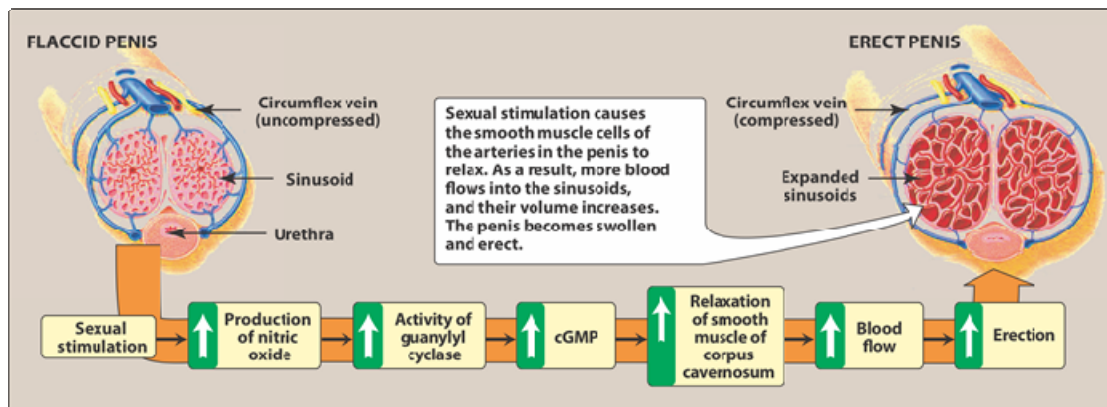 FLACCID PENIS
Circumflex vein
(uncompressed)
Sinusoid
Urethra
Sexual stimulation causes
the smooth muscle cells of
the arteries in the penis to
relax. As a result, more blood
flows into the sinusoids,
and their volume increases.
The penis becomes swollen
and erect.
ERECT PENIS
Circumflex vein
(compressed)
Expanded
sinusoids
Sexual
stimulation
Production
of nitric
oxide
Activity of
guanylyl
cyclase
cGMP
Relaxation
of smooth
muscle of
corpus
cavernosum
Blood
flow
Erection